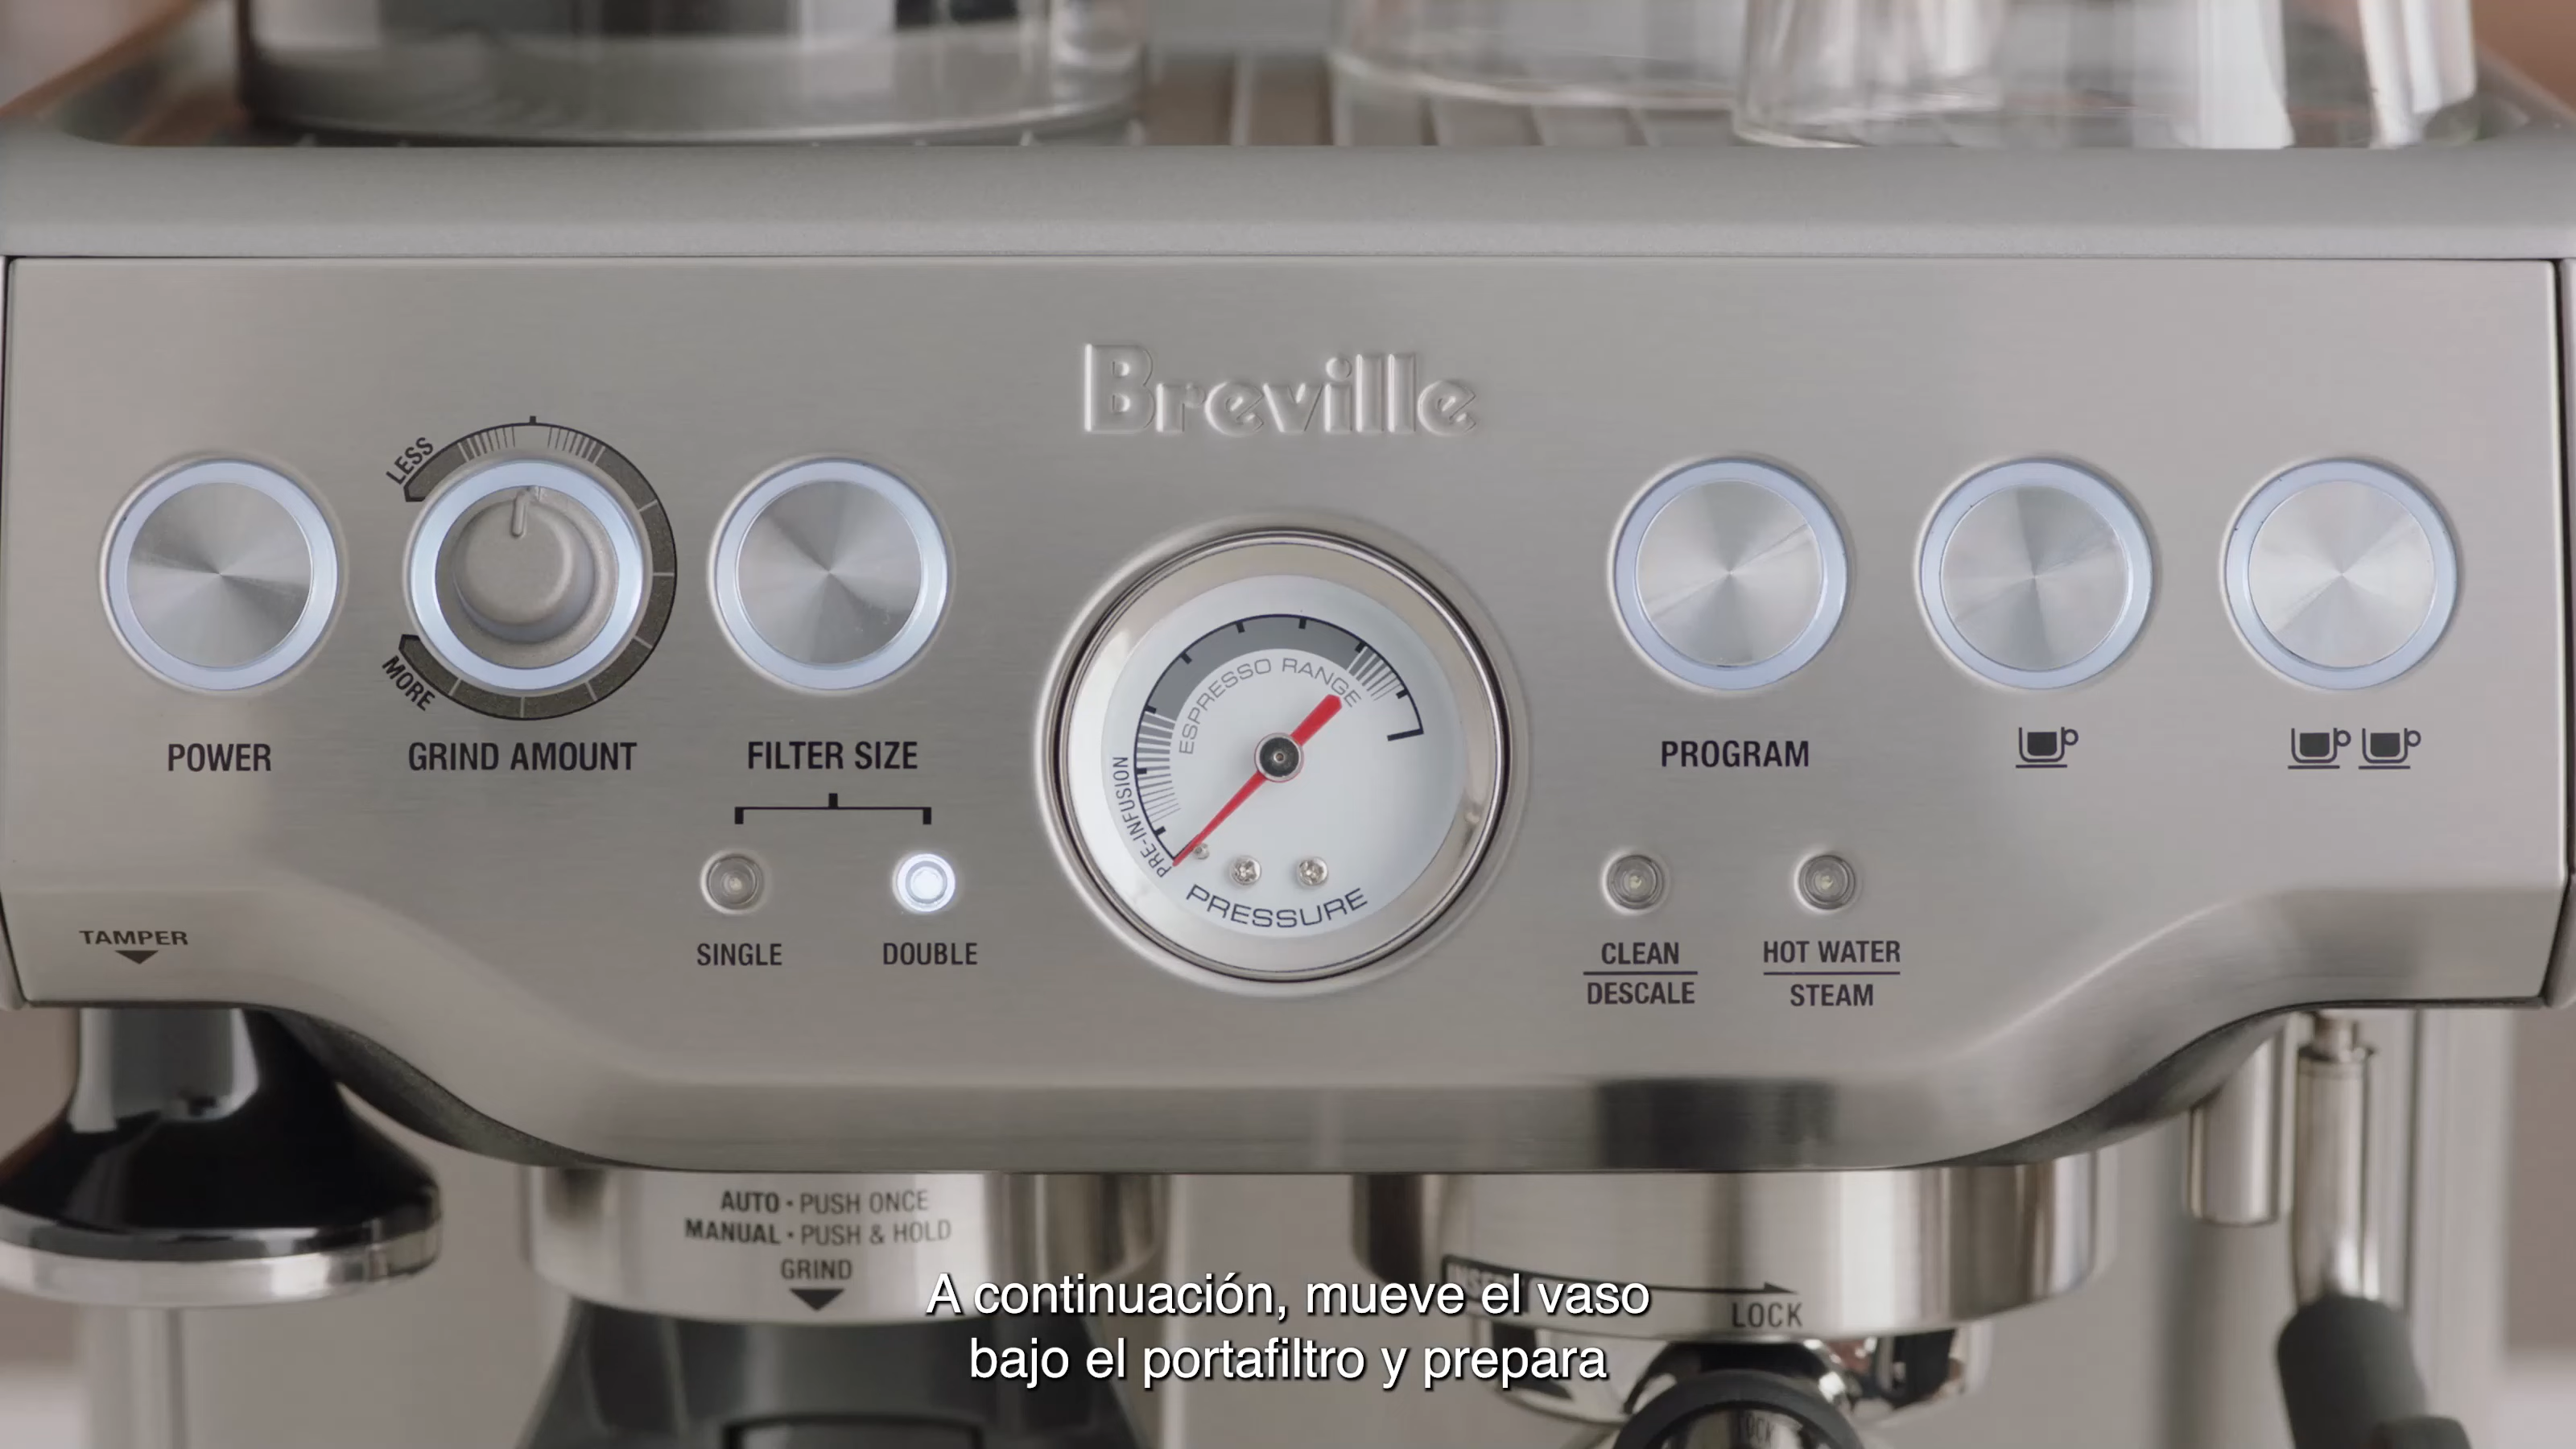 Breville
LESS
MORE
POWER
GRIND AMOUNT
FILTER SIZE
ESPRESSO RANGE
PRE-INFUSION
PRESSURE
PROGRAM
SINGLE
DOUBLE
CLEAN
DESCALE
HOT WATER
STEAM
TAMPER
AUTO • PUSH ONCE
MANUAL • PUSH & HOLD
GRIND
LOCK
A continuación, mueve el vaso
bajo el portafiltro y prepara